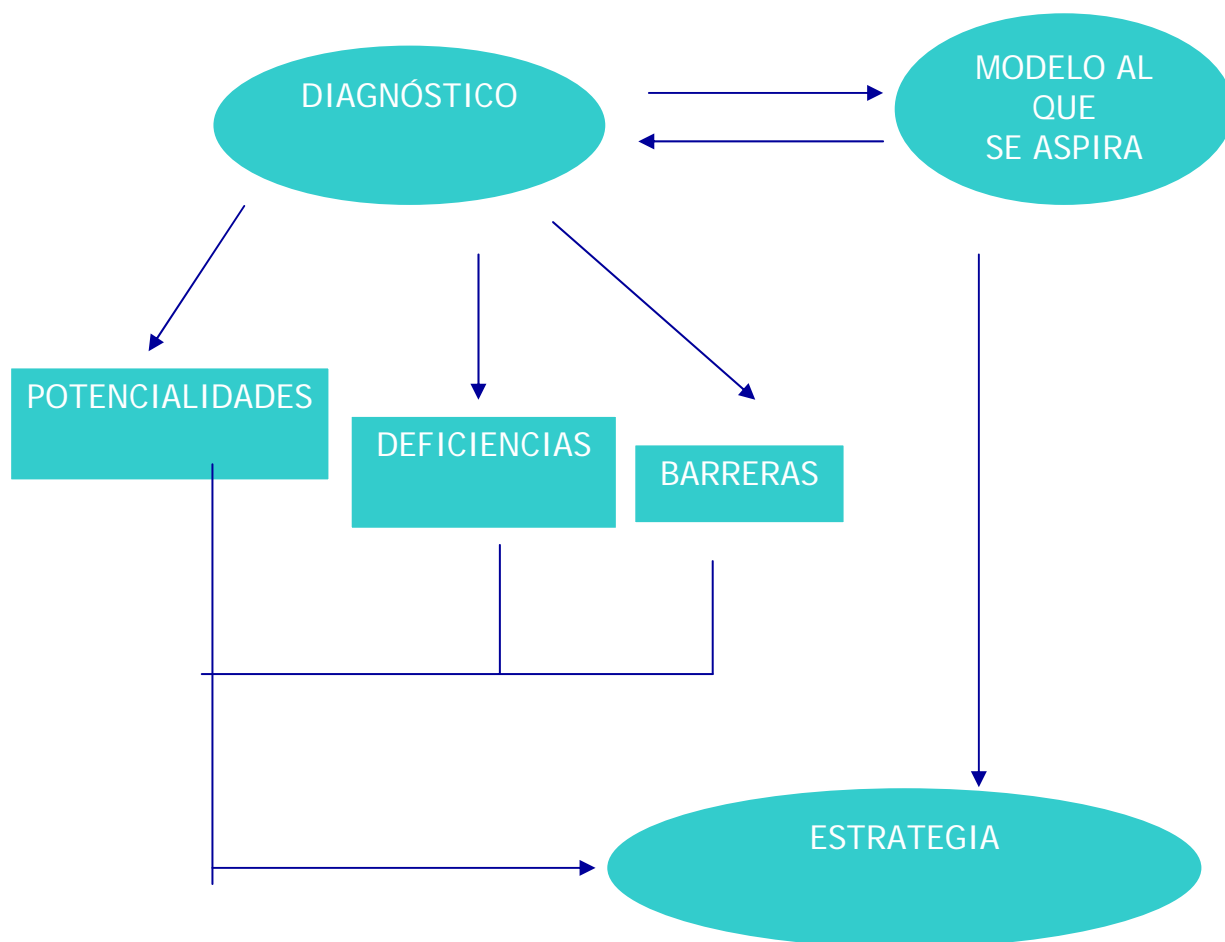 DIAGNÓSTICO
MODELO AL
QUE
SE ASPIRA
POTENCIALIDADES
DEFICIENCIAS
BARRERAS
ESTRATEGIA